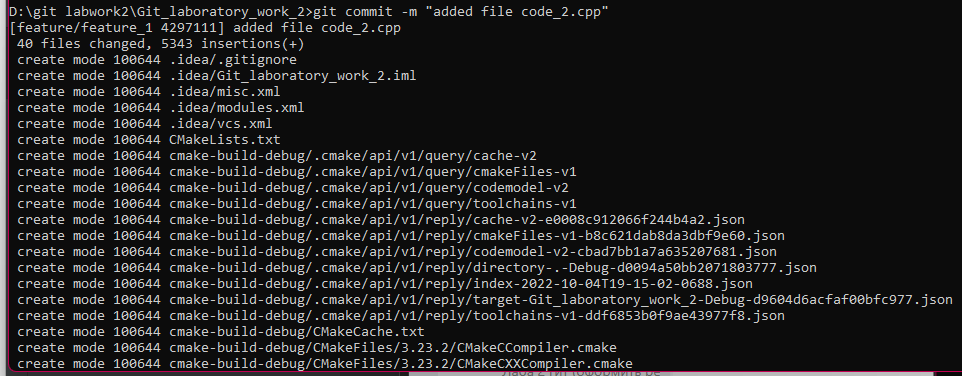 D:\git labwork2\Git_laboratory_work_2>git commit -m "added file code_2.cpp"
[feature/feature_1 4297111] added file code_2.cpp
 40 files changed, 5343 insertions(+)
 create mode 100644 .idea/.gitignore
 create mode 100644 .idea/Git_laboratory_work_2.iml
 create mode 100644 .idea/misc.xml
 create mode 100644 .idea/modules.xml
 create mode 100644 .idea/vcs.xml
 create mode 100644 CMakeLists.txt
 create mode 100644 cmake-build-debug/.cmake/api/v1/query/cache-v2
 create mode 100644 cmake-build-debug/.cmake/api/v1/query/cmakeFiles-v1
 create mode 100644 cmake-build-debug/.cmake/api/v1/query/codemodel-v2
 create mode 100644 cmake-build-debug/.cmake/api/v1/query/toolchains-v1
 create mode 100644 cmake-build-debug/.cmake/api/v1/reply/cache-v2-e0008c912066f244b4a2.json
 create mode 100644 cmake-build-debug/.cmake/api/v1/reply/cmakeFiles-v1-b8c621dab8da3dbf9e60.json
 create mode 100644 cmake-build-debug/.cmake/api/v1/reply/codemodel-v2-cbad7bb1a7a635207681.json
 create mode 100644 cmake-build-debug/.cmake/api/v1/reply/directory-.-Debug-d0094a50bb2071803777.json
 create mode 100644 cmake-build-debug/.cmake/api/v1/reply/index-2022-10-04T19-15-02-0688.json
 create mode 100644 cmake-build-debug/.cmake/api/v1/reply/target-Git_laboratory_work_2-Debug-d9604d6acfaf00bfc977.json
 create mode 100644 cmake-build-debug/.cmake/api/v1/reply/toolchains-v1-ddf6853b0f9ae43977f8.json
 create mode 100644 cmake-build-debug/CMakeCache.txt
 create mode 100644 cmake-build-debug/CMakeFiles/3.23.2/CMakeCCompiler.cmake
 create mode 100644 cmake-build-debug/CMakeFiles/3.23.2/CMakeCXXCompiler.cmake